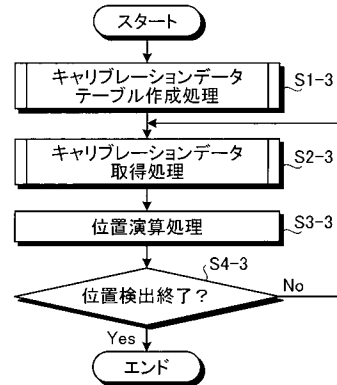 スタート
キャリブレーションデータ
テーブル作成処理
S1-3
キャリブレーションデータ
取得処理
S2-3
位置演算処理
S3-3
S4-3
位置検出終了？
No
Yes
エンド